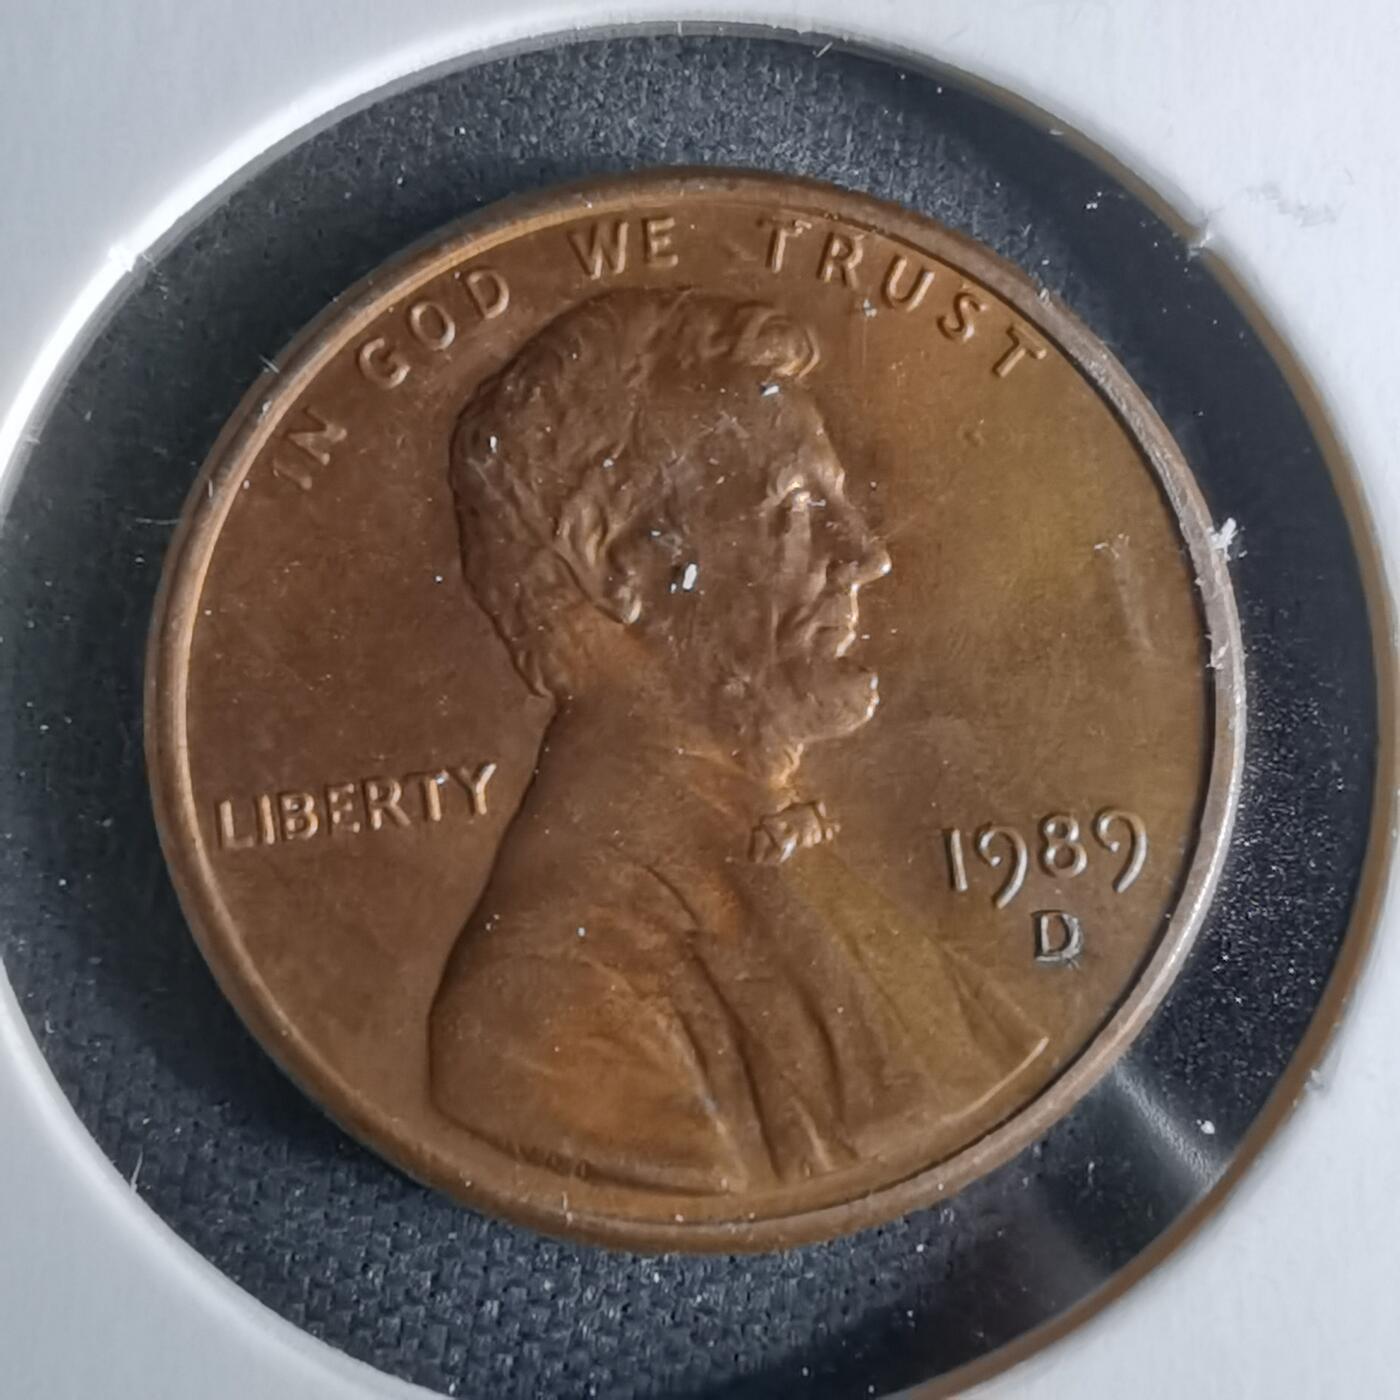 IN GOD WE TRUST
LIBERTY
1989
D